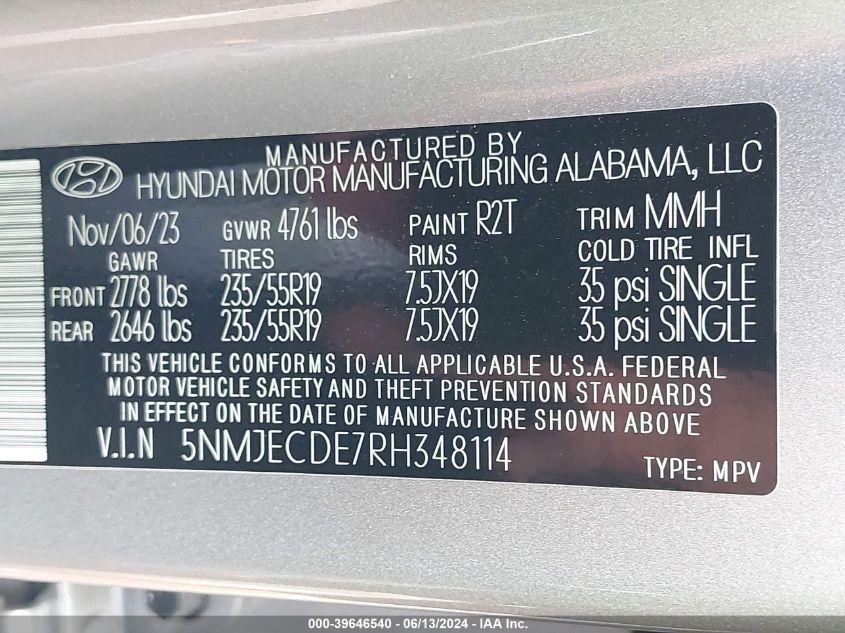 MANUFACTURED BY
HYUNDAI MOTOR MANUFACTURING ALABAMA, LLC
Nov/06/23 GVWR 4761 lbs PAINT R2T TRIM MMH
GAWR TIRES RIMS COLD TIRE INFL
FRONT 2778 lbs 235/55R19 7.5JX19 35 psi SINGLE
REAR 2646 lbs 235/55R19 7.5JX19 35 psi SINGLE
THIS VEHICLE CONFORMS TO ALL APPLICABLE U.S.A. FEDERAL
MOTOR VEHICLE SAFETY AND THEFT PREVENTION STANDARDS
IN EFFECT ON THE DATE OF MANUFACTURE SHOWN ABOVE
V.I.N 5NMJECDE7RH348114
TYPE: MPV
000-39646540 - 06/13/2024 - IAA Inc.